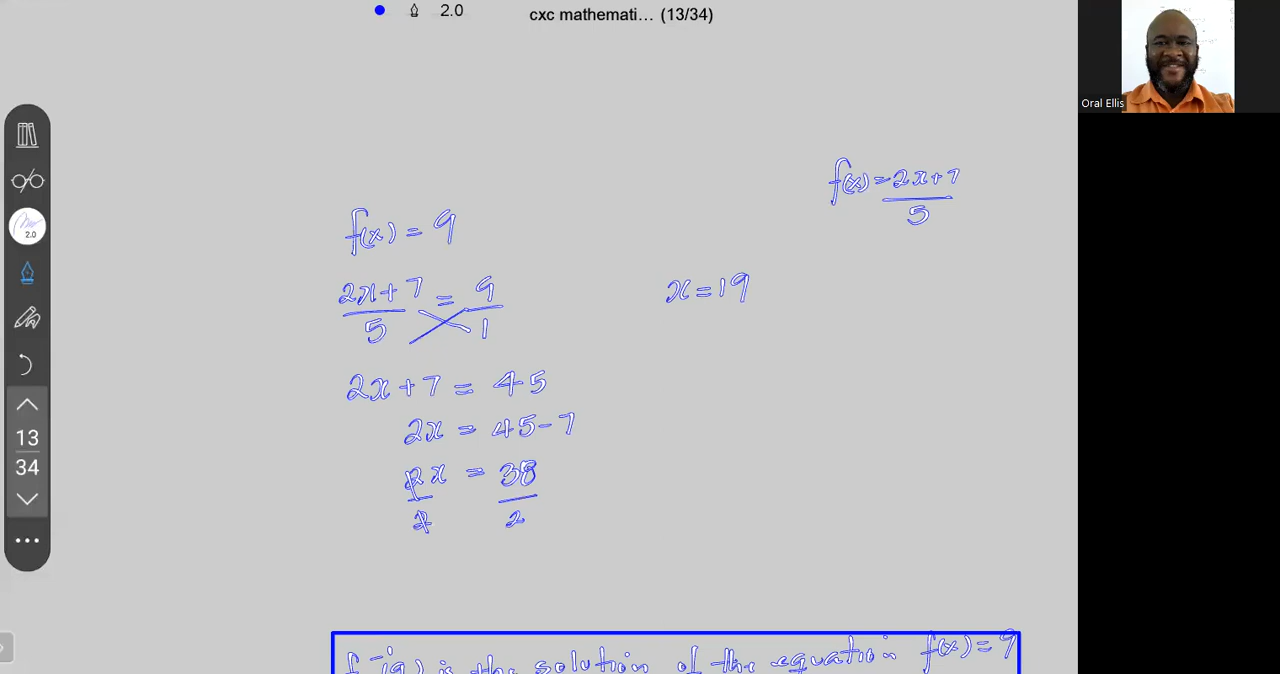 2.0
cxc mathemati... (13/34)
Oral Ellis
2.0
13
34
f(x) = 2x+7
5
f(x) = 9
2x+7 = 9
5 1
x = 19
2x + 7 = 45
2x = 45 - 7
2x = 38
2 2
f⁻¹(9) is the solution of the equation f(x) = 9